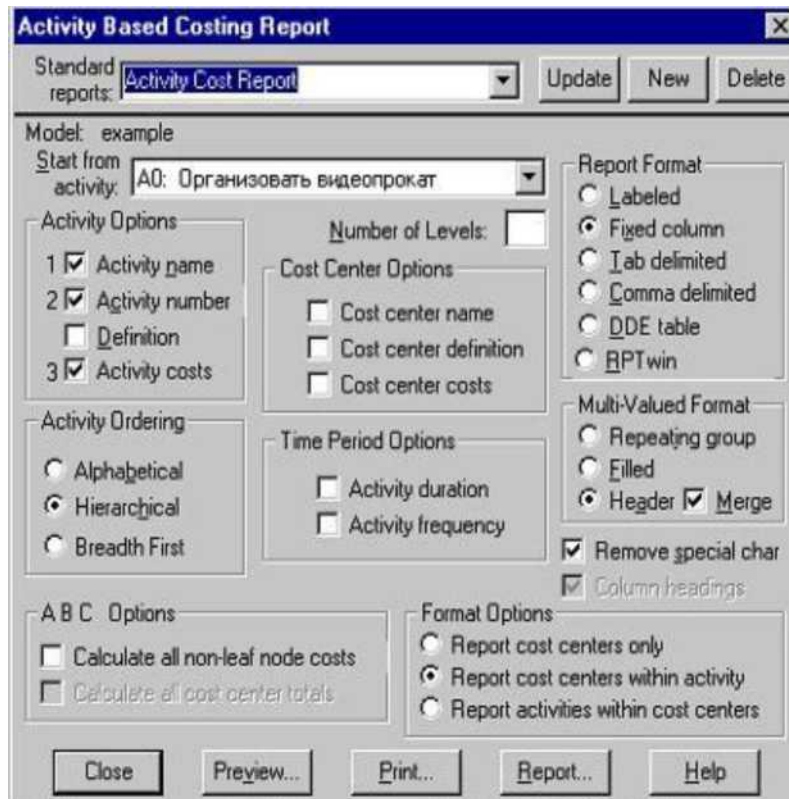 Activity Based Costing Report
Standard reports: Activity Cost Report Update New Delete
Model: example
Start from activity: A0: Организовать видеопрокат
Number of Levels:
Activity Options
1 Activity name
2 Activity number
Definition
3 Activity costs
Cost Center Options
Cost center name
Cost center definition
Cost center costs
Report Format
Labeled
Fixed column
Tab delimited
Comma delimited
DDE table
RPTwin
Activity Ordering
Alphabetical
Hierarchical
Breadth First
Time Period Options
Activity duration
Activity frequency
Multi-Valued Format
Repeating group
Filled
Header Merge
Remove special char
Column headings
A B C Options
Calculate all non-leaf node costs
Calculate all cost center totals
Format Options
Report cost centers only
Report cost centers within activity
Report activities within cost centers
Close Preview... Print... Report... Help